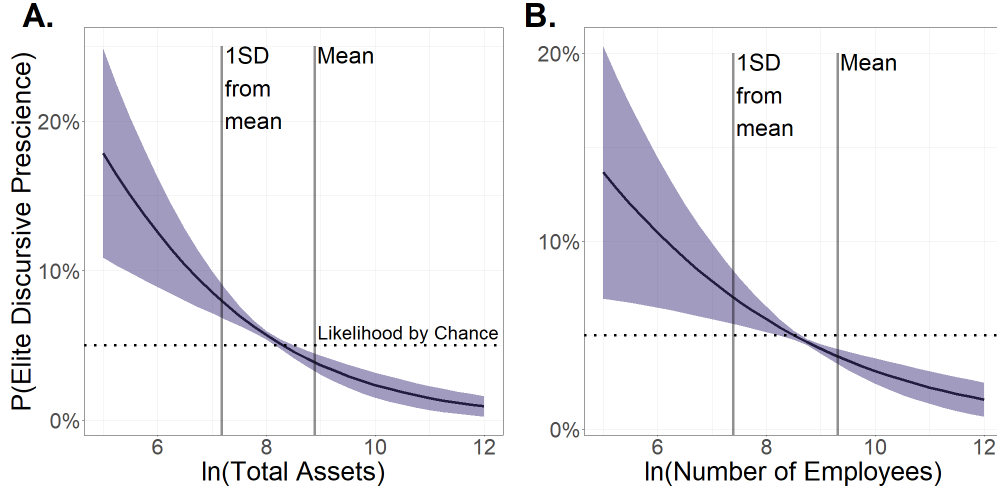 A.
P(Elite Discursive Prescience)
20%
10%
0%
1SD
from
mean
Mean
Likelihood by Chance
6 8 10 12
ln(Total Assets)
B.
20%
10%
0%
1SD
from
mean
Mean
6 8 10 12
ln(Number of Employees)